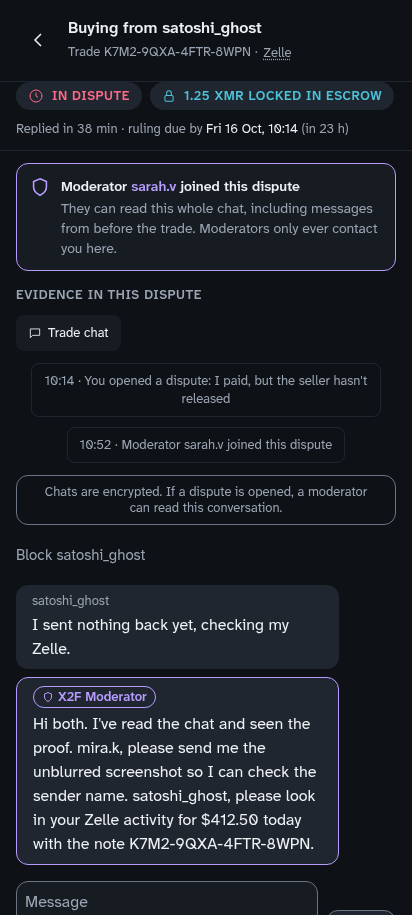 Buying from satoshi_ghost
Trade K7M2-9QXA-4FTR-8WPN · Zelle
IN DISPUTE
1.25 XMR LOCKED IN ESCROW
Replied in 38 min · ruling due by Fri 16 Oct, 10:14 (in 23 h)
Moderator sarah.v joined this dispute
They can read this whole chat, including messages
from before the trade. Moderators only ever contact
you here.
EVIDENCE IN THIS DISPUTE
Trade chat
10:14 · You opened a dispute: I paid, but the seller hasn't
released
10:52 · Moderator sarah.v joined this dispute
Chats are encrypted. If a dispute is opened, a moderator
can read this conversation.
Block satoshi_ghost
satoshi_ghost
I sent nothing back yet, checking my
Zelle.
X2F Moderator
Hi both. I've read the chat and seen the
proof. mira.k, please send me the
unblurred screenshot so I can check the
sender name. satoshi_ghost, please look
in your Zelle activity for $412.50 today
with the note K7M2-9QXA-4FTR-8WPN.
Message